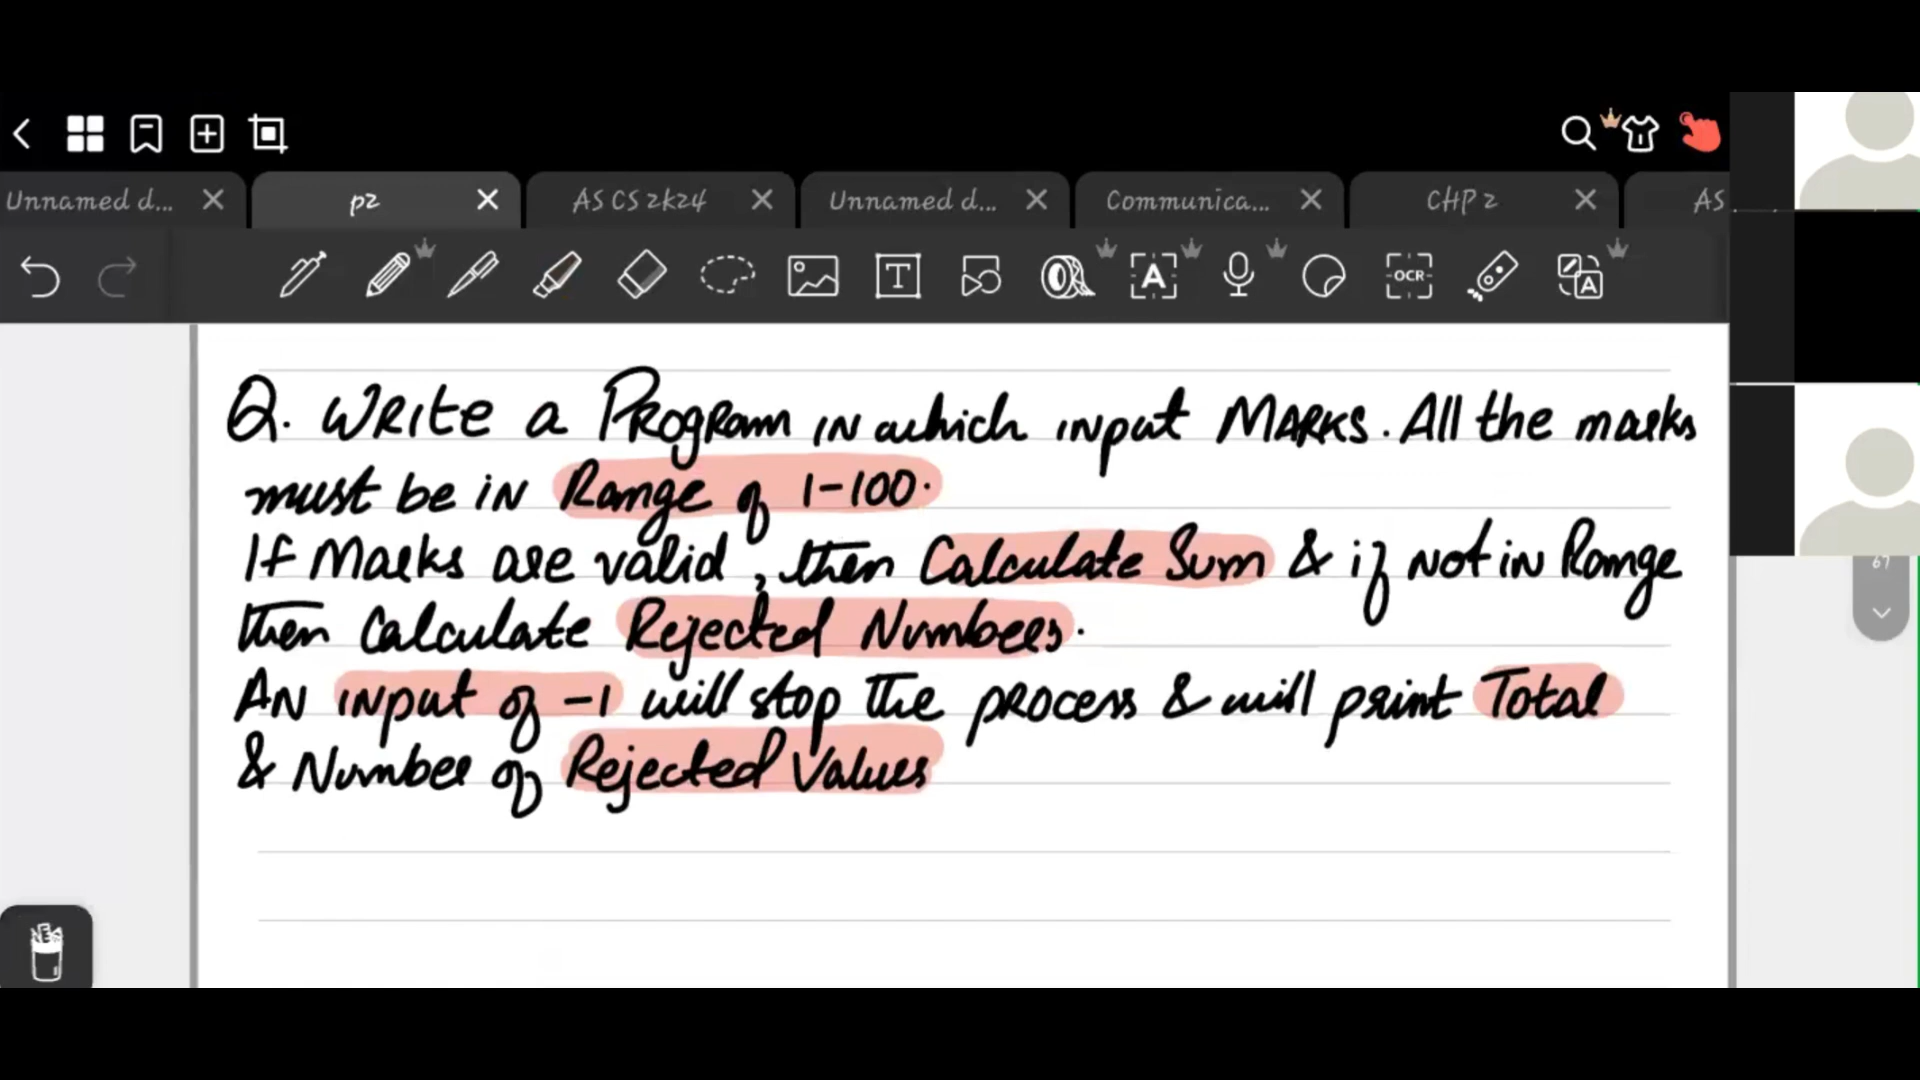 Unnamed d...
p2
AS CS 2k24
Unnamed d...
Communica...
CHP 2
AS
T
A
OCR
A
Q. Write a Program in which input MARKS. All the marks
must be in Range of 1-100.
If Marks are valid, then Calculate Sum & if not in Range
then Calculate Rejected Numbers.
An input of -1 will stop the process & will print Total
& Number of Rejected Values
67